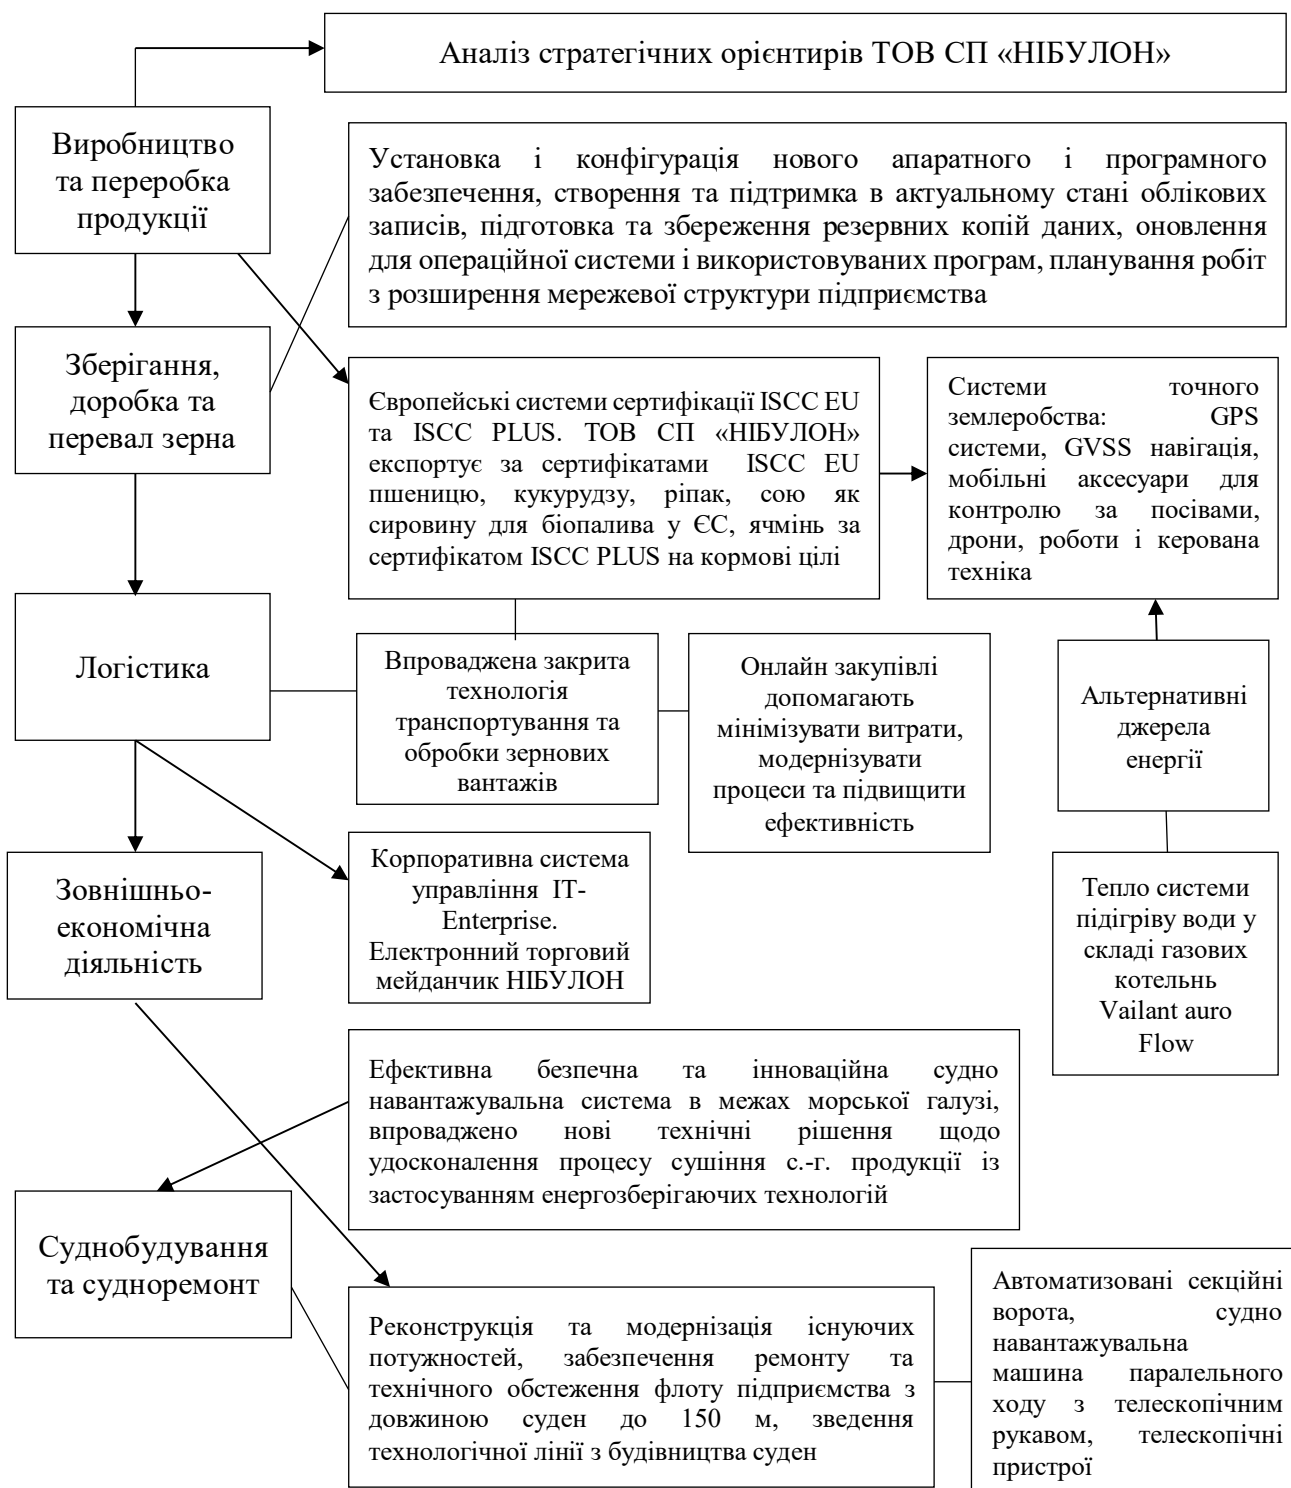 Аналіз стратегічних орієнтирів ТОВ СП «НІБУЛОН»
Виробництво
та переробка
продукції
Установка і конфігурація нового апаратного і програмного
забезпечення, створення та підтримка в актуальному стані облікових
записів, підготовка та збереження резервних копій даних, оновлення
для операційної системи і використовуваних програм, планування робіт
з розширення мережевої структури підприємства
Зберігання,
доробка та
перевал зерна
Європейські системи сертифікації ISCC EU
та ISCC PLUS. ТОВ СП «НІБУЛОН»
експортує за сертифікатами ISCC EU
пшеницю, кукурудзу, ріпак, сою як
сировину для біопалива у ЄС, ячмінь за
сертифікатом ISCC PLUS на кормові цілі
Системи точного
землеробства: GPS
системи, GVSS навігація,
мобільні аксесуари для
контролю за посівами,
дрони, роботи і керована
техніка
Логістика
Впроваджена закрита
технологія
транспортування та
обробки зернових
вантажів
Онлайн закупівлі
допомагають
мінімізувати витрати,
модернізувати
процеси та підвищити
ефективність
Альтернативні
джерела
енергії
Зовнішньо-
економічна
діяльність
Корпоративна система
управління IT-
Enterprise.
Електронний торговий
мейданчик НІБУЛОН
Тепло системи
підігріву води у
складі газових
котельнь
Vailant auro
Flow
Ефективна безпечна та інноваційна судно
навантажувальна система в межах морської галузі,
впроваджено нові технічні рішення щодо
удосконалення процесу сушіння с.-г. продукції із
застосуванням енергозберігаючих технологій
Суднобудування
та судноремонт
Реконструкція та модернізація існуючих
потужностей, забезпечення ремонту та
технічного обстеження флоту підприємства з
довжиною суден до 150 м, зведення
технологічної лінії з будівництва суден
Автоматизовані секційні
ворота, судно
навантажувальна
машина паралельного
ходу з телескопічним
рукавом, телескопічні
пристрої